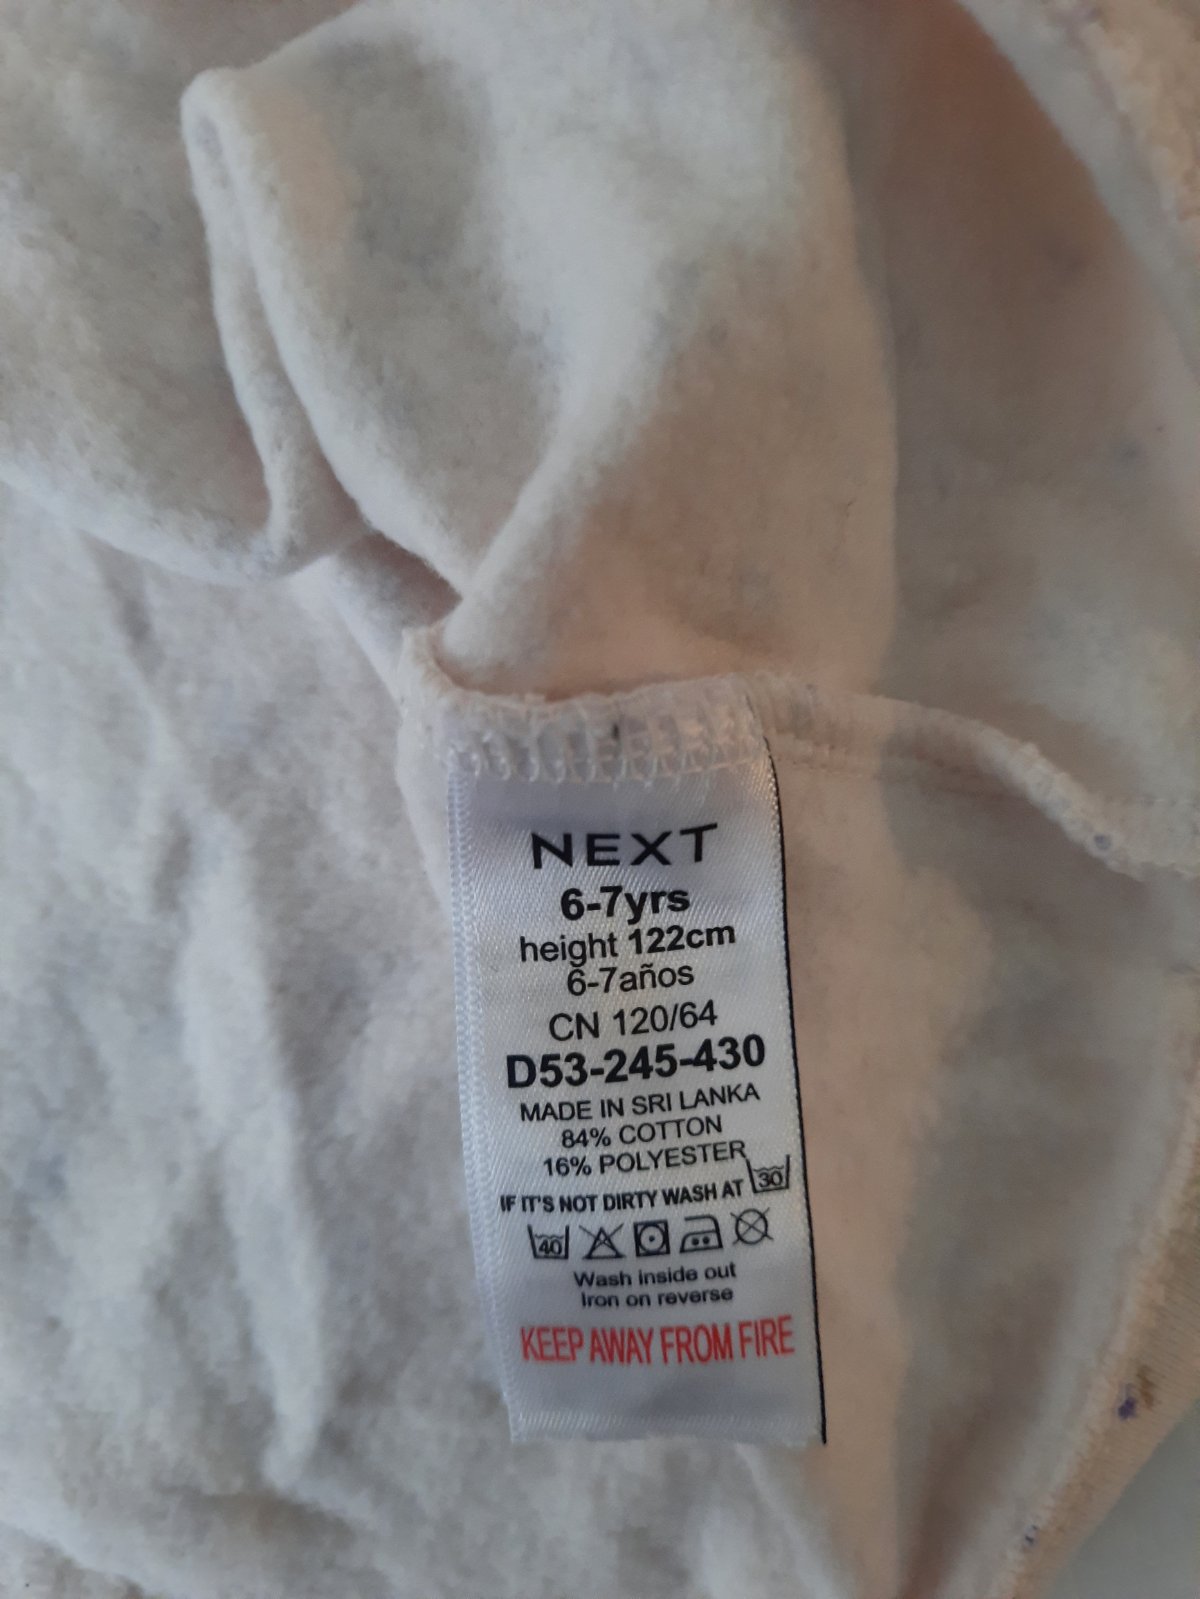 NEXT
6-7yrs
height 122cm
6-7años
CN 120/64
D53-245-430
MADE IN SRI LANKA
84% COTTON
16% POLYESTER
IF IT'S NOT DIRTY WASH AT 30
40
Wash inside out
Iron on reverse
KEEP AWAY FROM FIRE